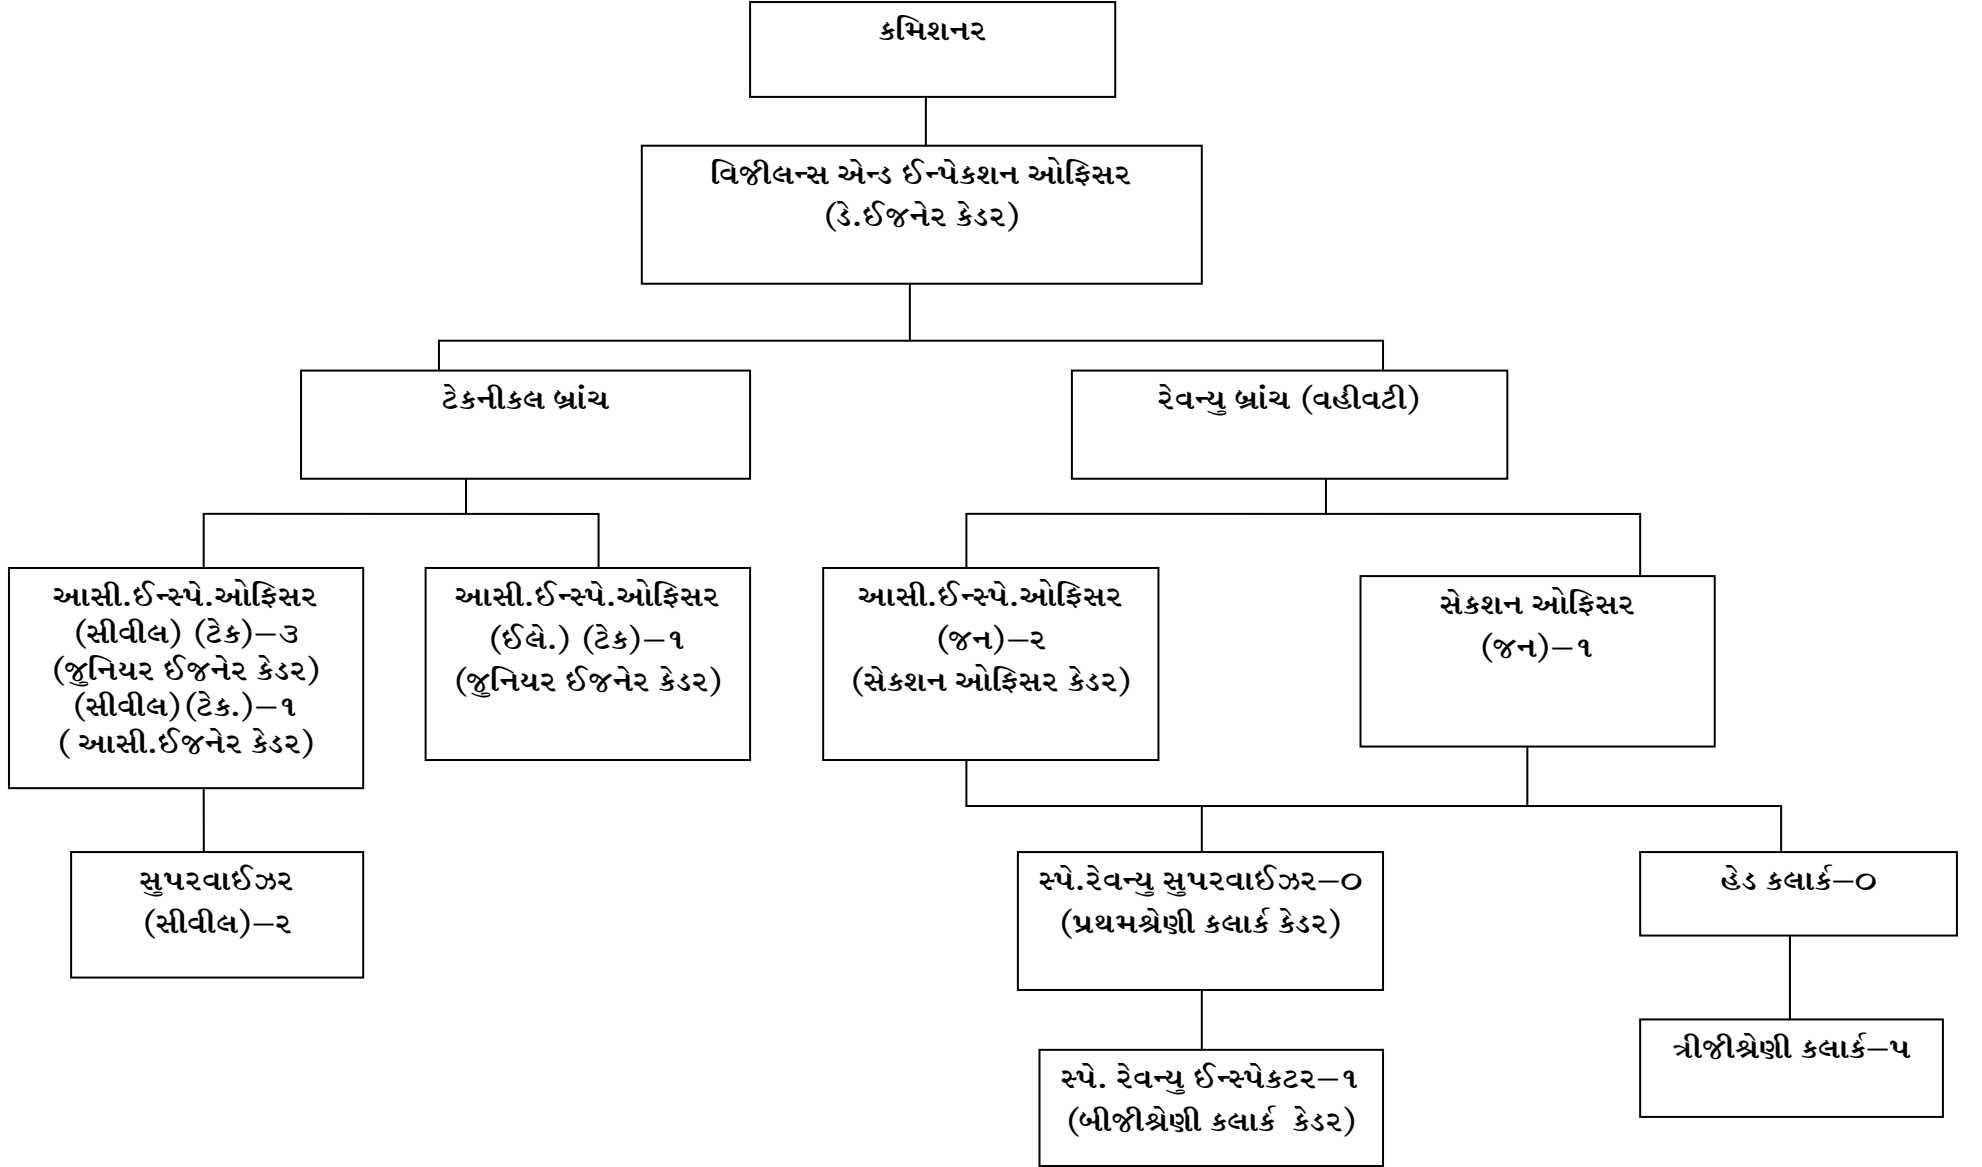 કમિશનર
વિજીલન્સ એન્ડ ઈન્પેકશન ઓફિસર
(ડે.ઈજનેર કેડર)
ટેકનીકલ બ્રાંચ
રેવન્યુ બ્રાંચ (વહીવટી)
આસી.ઈન્સ્પે.ઓફિસર
(સીવીલ) (ટેક)–૩
(જુનિયર ઈજનેર કેડર)
(સીવીલ)(ટેક.)–૧
( આસી.ઈજનેર કેડર)
આસી.ઈન્સ્પે.ઓફિસર
(ઈલે.) (ટેક)–૧
(જુનિયર ઈજનેર કેડર)
આસી.ઈન્સ્પે.ઓફિસર
(જન)–૨
(સેકશન ઓફિસર કેડર)
સેકશન ઓફિસર
(જન)–૧
સુપરવાઈઝર
(સીવીલ)–૨
સ્પે.રેવન્યુ સુપરવાઈઝર–૦
(પ્રથમશ્રેણી કલાર્ક કેડર)
હેડ કલાર્ક–૦
સ્પે. રેવન્યુ ઈન્સ્પેકટર–૧
(બીજીશ્રેણી કલાર્ક કેડર)
ત્રીજીશ્રેણી કલાર્ક–૫